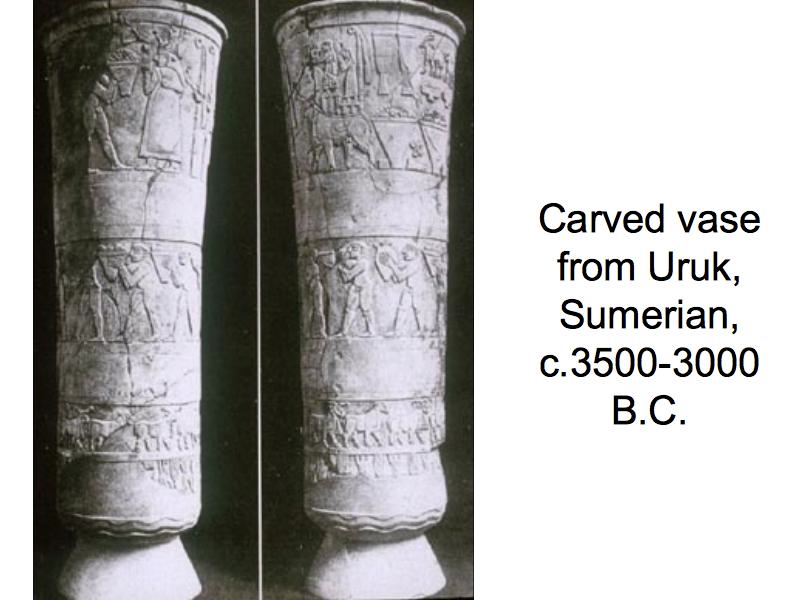 Carved vase
from Uruk,
Sumerian,
c.3500-3000
B.C.